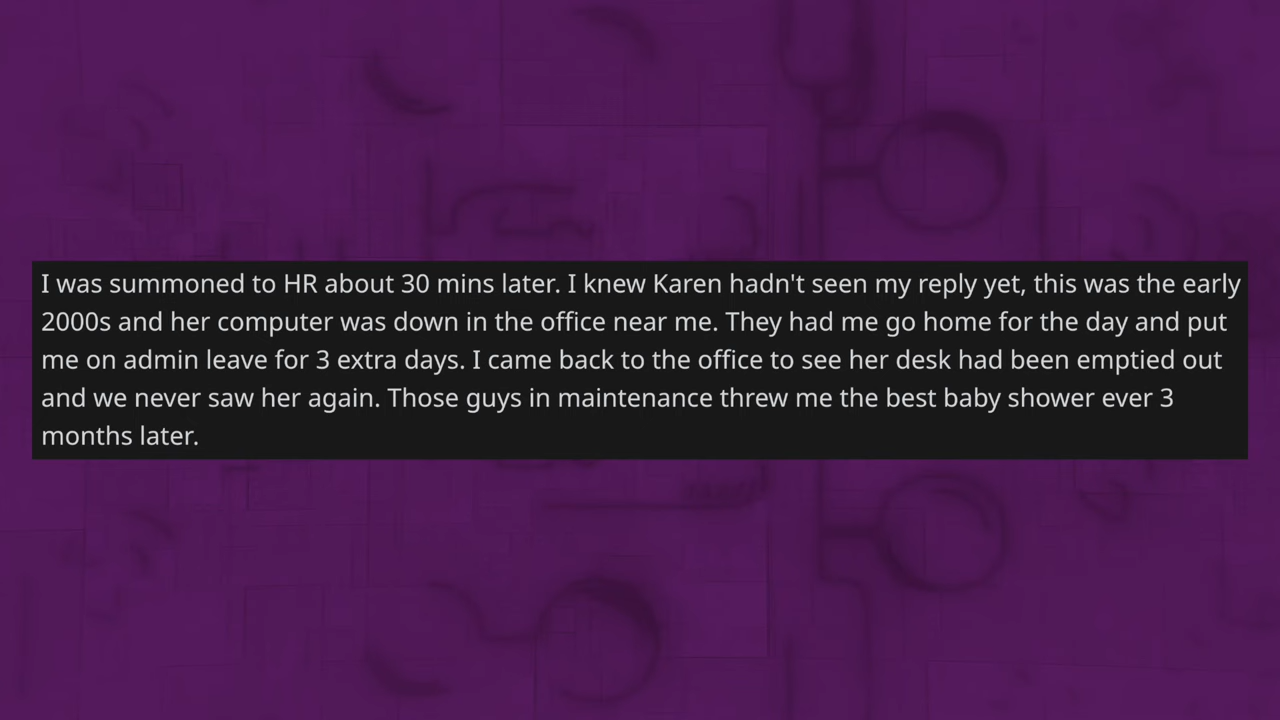 I was summoned to HR about 30 mins later. I knew Karen hadn't seen my reply yet, this was the early
2000s and her computer was down in the office near me. They had me go home for the day and put
me on admin leave for 3 extra days. I came back to the office to see her desk had been emptied out
and we never saw her again. Those guys in maintenance threw me the best baby shower ever 3
months later.